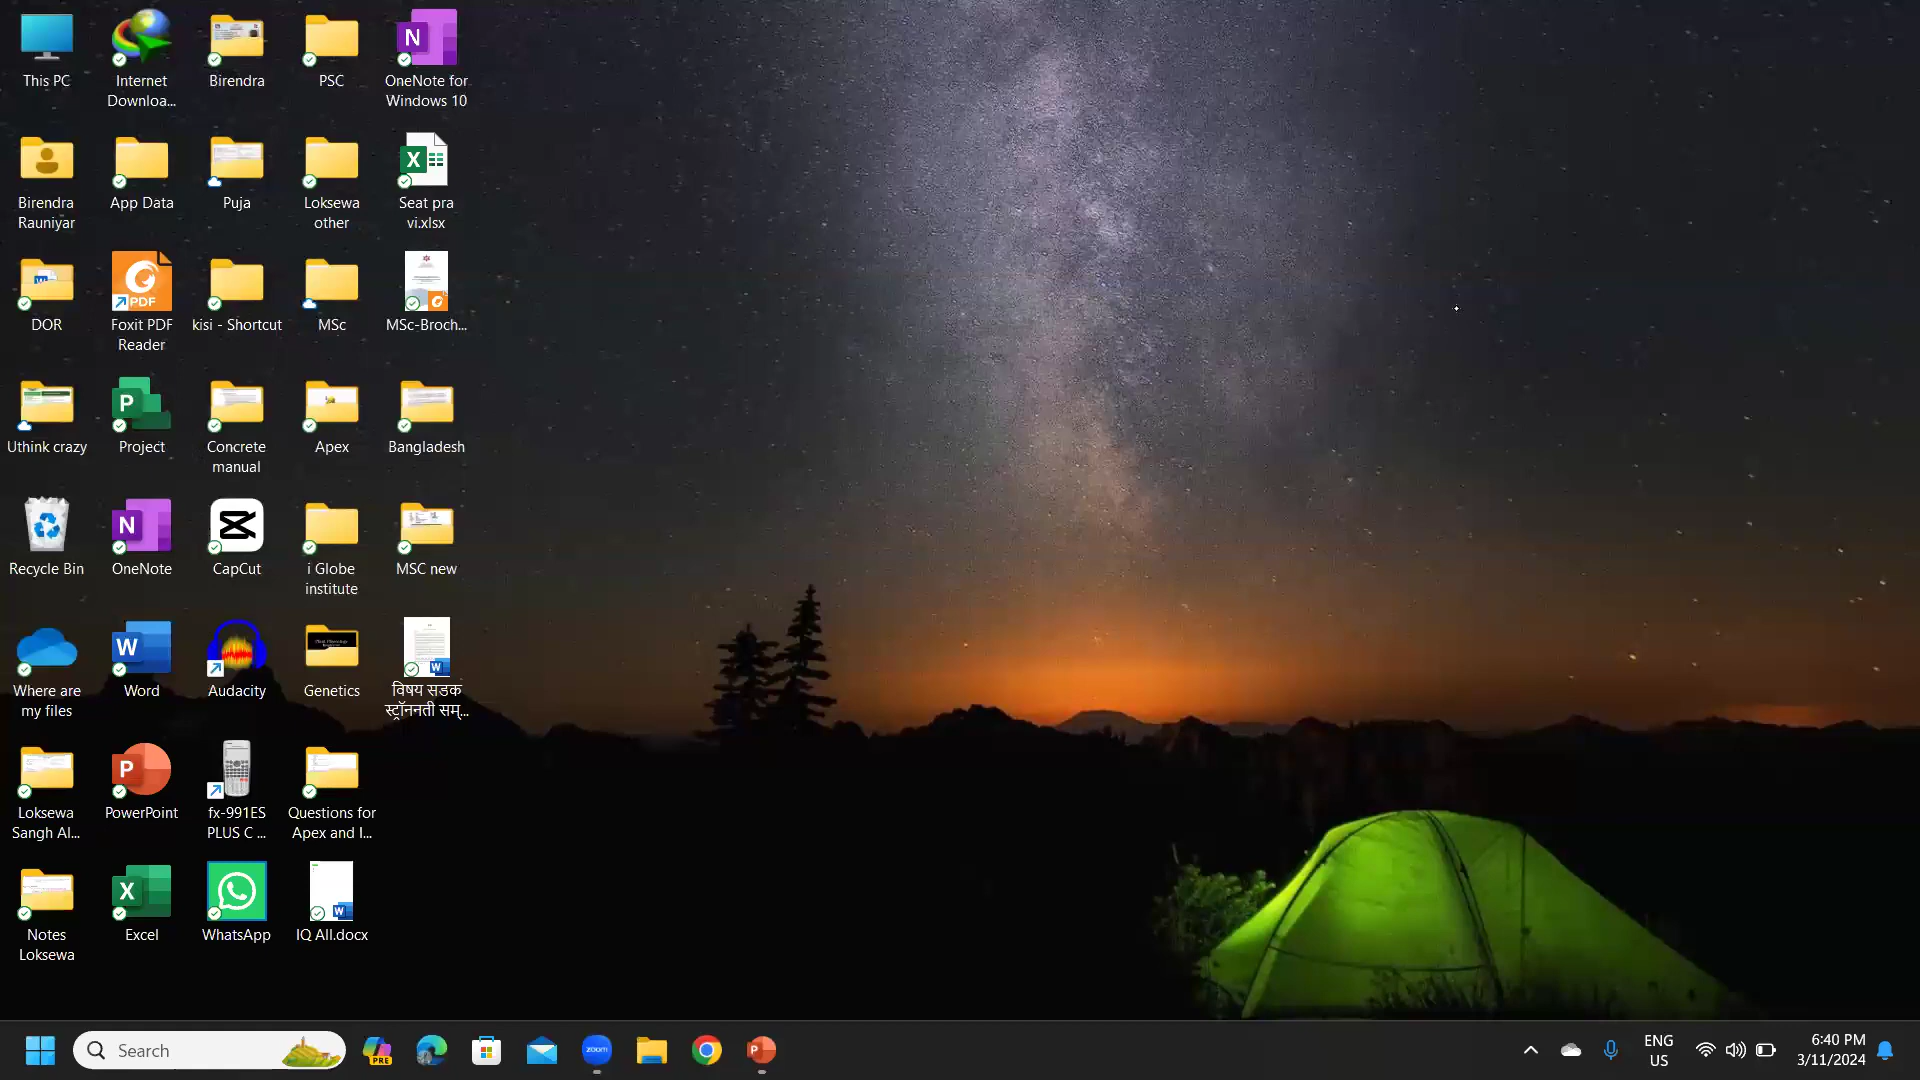 This PC
Internet
Downloa...
Birendra
PSC
N
OneNote for
Windows 10
Birendra
Rauniyar
App Data
Puja
Loksewa
other
X
Seat pra
vi.xlsx
DOR
PDF
Foxit PDF
Reader
kisi - Shortcut
MSc
MSc-Broch...
Uthink crazy
P
Project
Concrete
manual
Apex
Bangladesh
Recycle Bin
N
OneNote
CapCut
i Globe
institute
MSC new
Where are
my files
W
Word
Audacity
Genetics
W
विषय सडक
स्ट्रॉननती सम्...
Loksewa
Sangh Al...
P
PowerPoint
fx-991ES
PLUS C ...
Questions for
Apex and I...
Notes
Loksewa
X
Excel
WhatsApp
W
IQ All.docx
Search
PRE
zoom
P
ENG
US
6:40 PM
3/11/2024